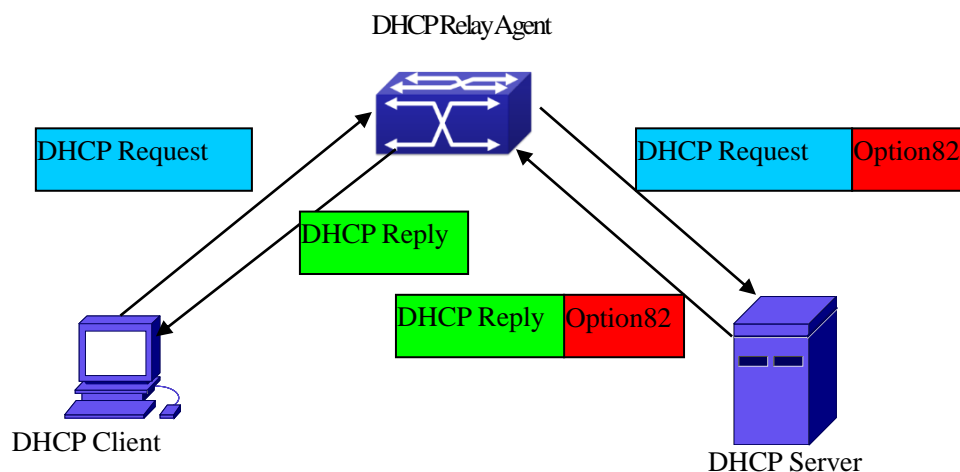 DHCP Relay Agent
DHCP Request
DHCP Request Option82
DHCP Reply
DHCP Reply Option82
DHCP Client
DHCP Server